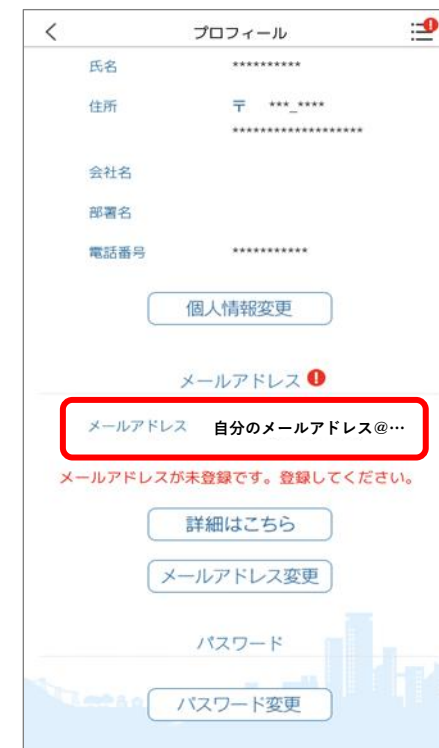 プロフィール
氏名 **********
住所 〒 ***_****
*******************
会社名
部署名
電話番号 ***********
個人情報変更
メールアドレス
メールアドレス 自分のメールアドレス@…
メールアドレスが未登録です。登録してください。
詳細はこちら
メールアドレス変更
パスワード
パスワード変更